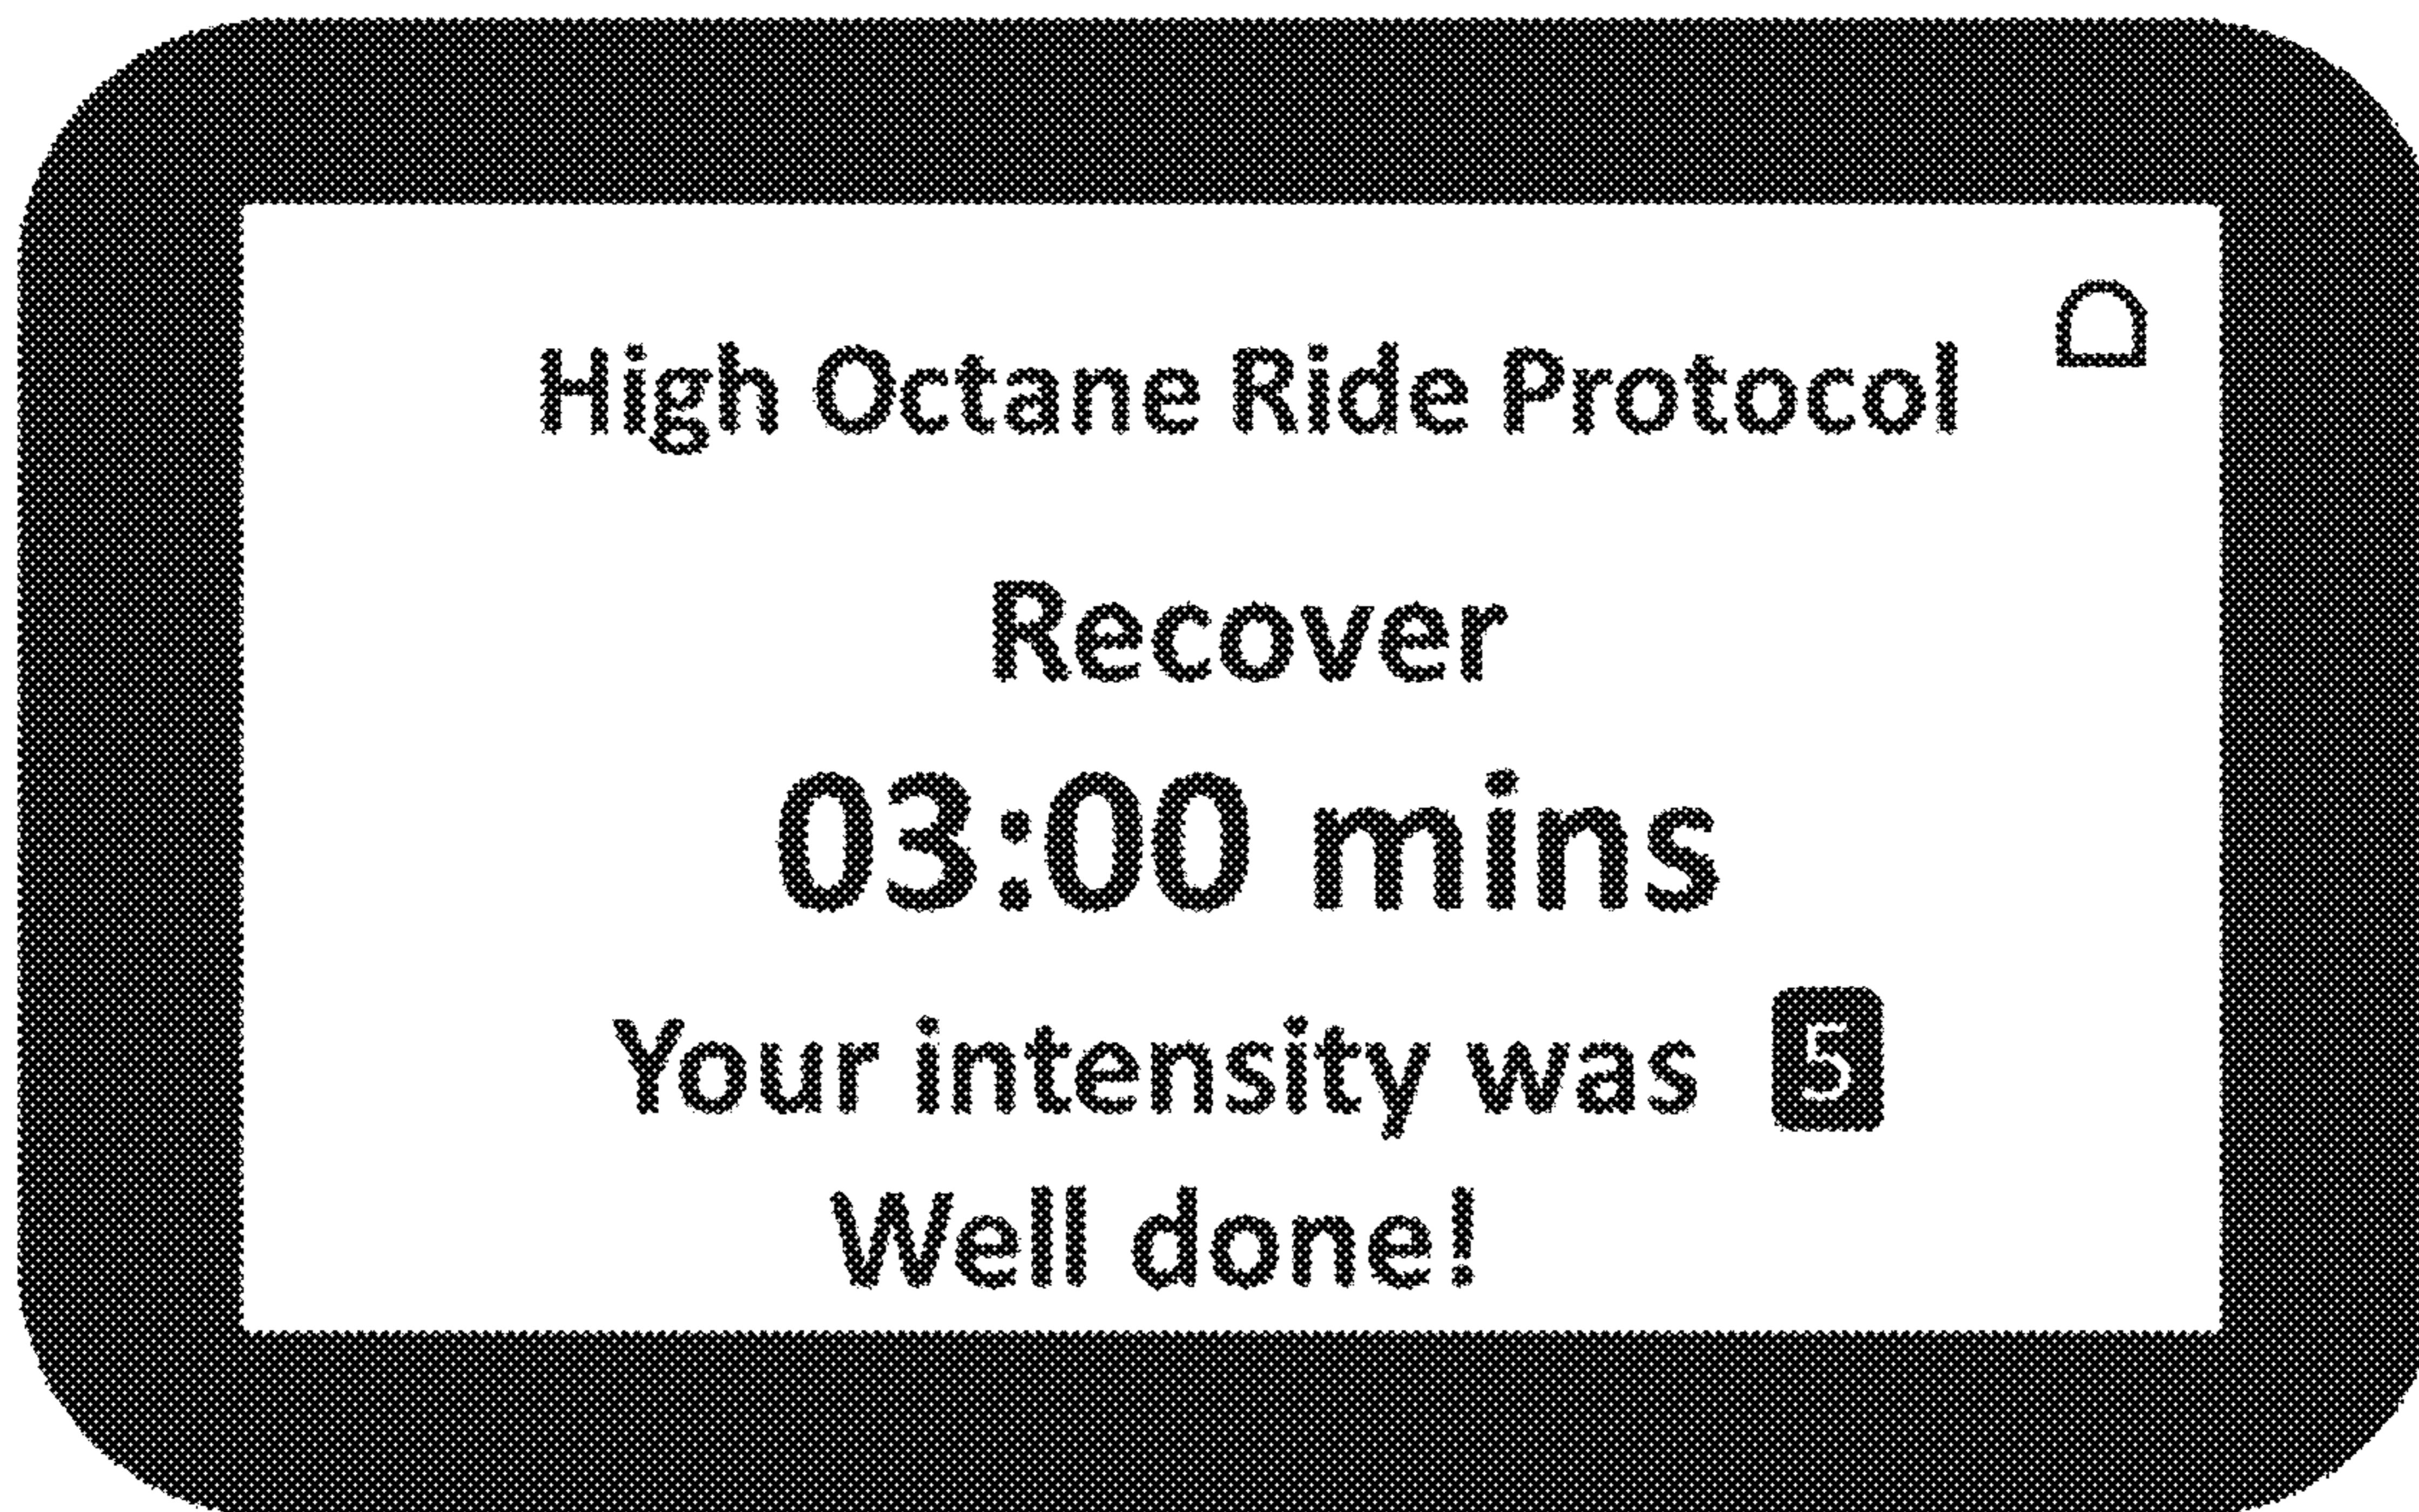 High Octane Ride Protocol
Recover
03:00 mins
Your intensity was 5
Well done!